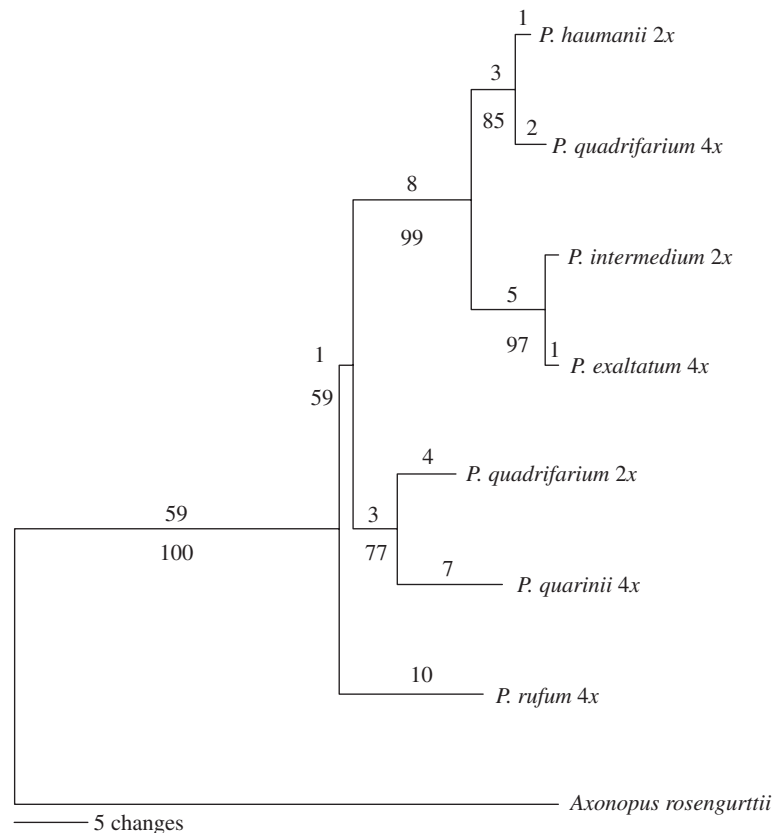 1
P. haumanii 2x
3
85
2
P. quadrifarium 4x
8
99
P. intermedium 2x
5
97
1
P. exaltatum 4x
1
59
4
P. quadrifarium 2x
59
100
3
77
7
P. quarinii 4x
10
P. rufum 4x
Axonopus rosengurttii
5 changes